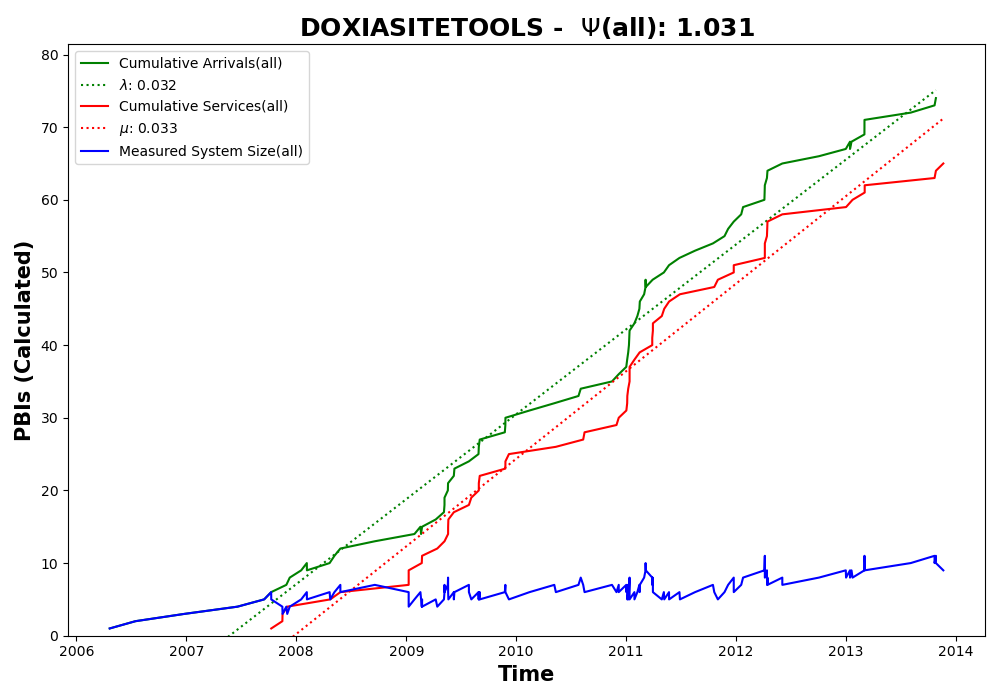 DOXIASITETOOLS - Ψ(all): 1.031
Cumulative Arrivals(all)
λ: 0.032
Cumulative Services(all)
μ: 0.033
Measured System Size(all)
PBIs (Calculated)
80
70
60
50
40
30
20
10
0
2006 2007 2008 2009 2010 2011 2012 2013 2014
Time